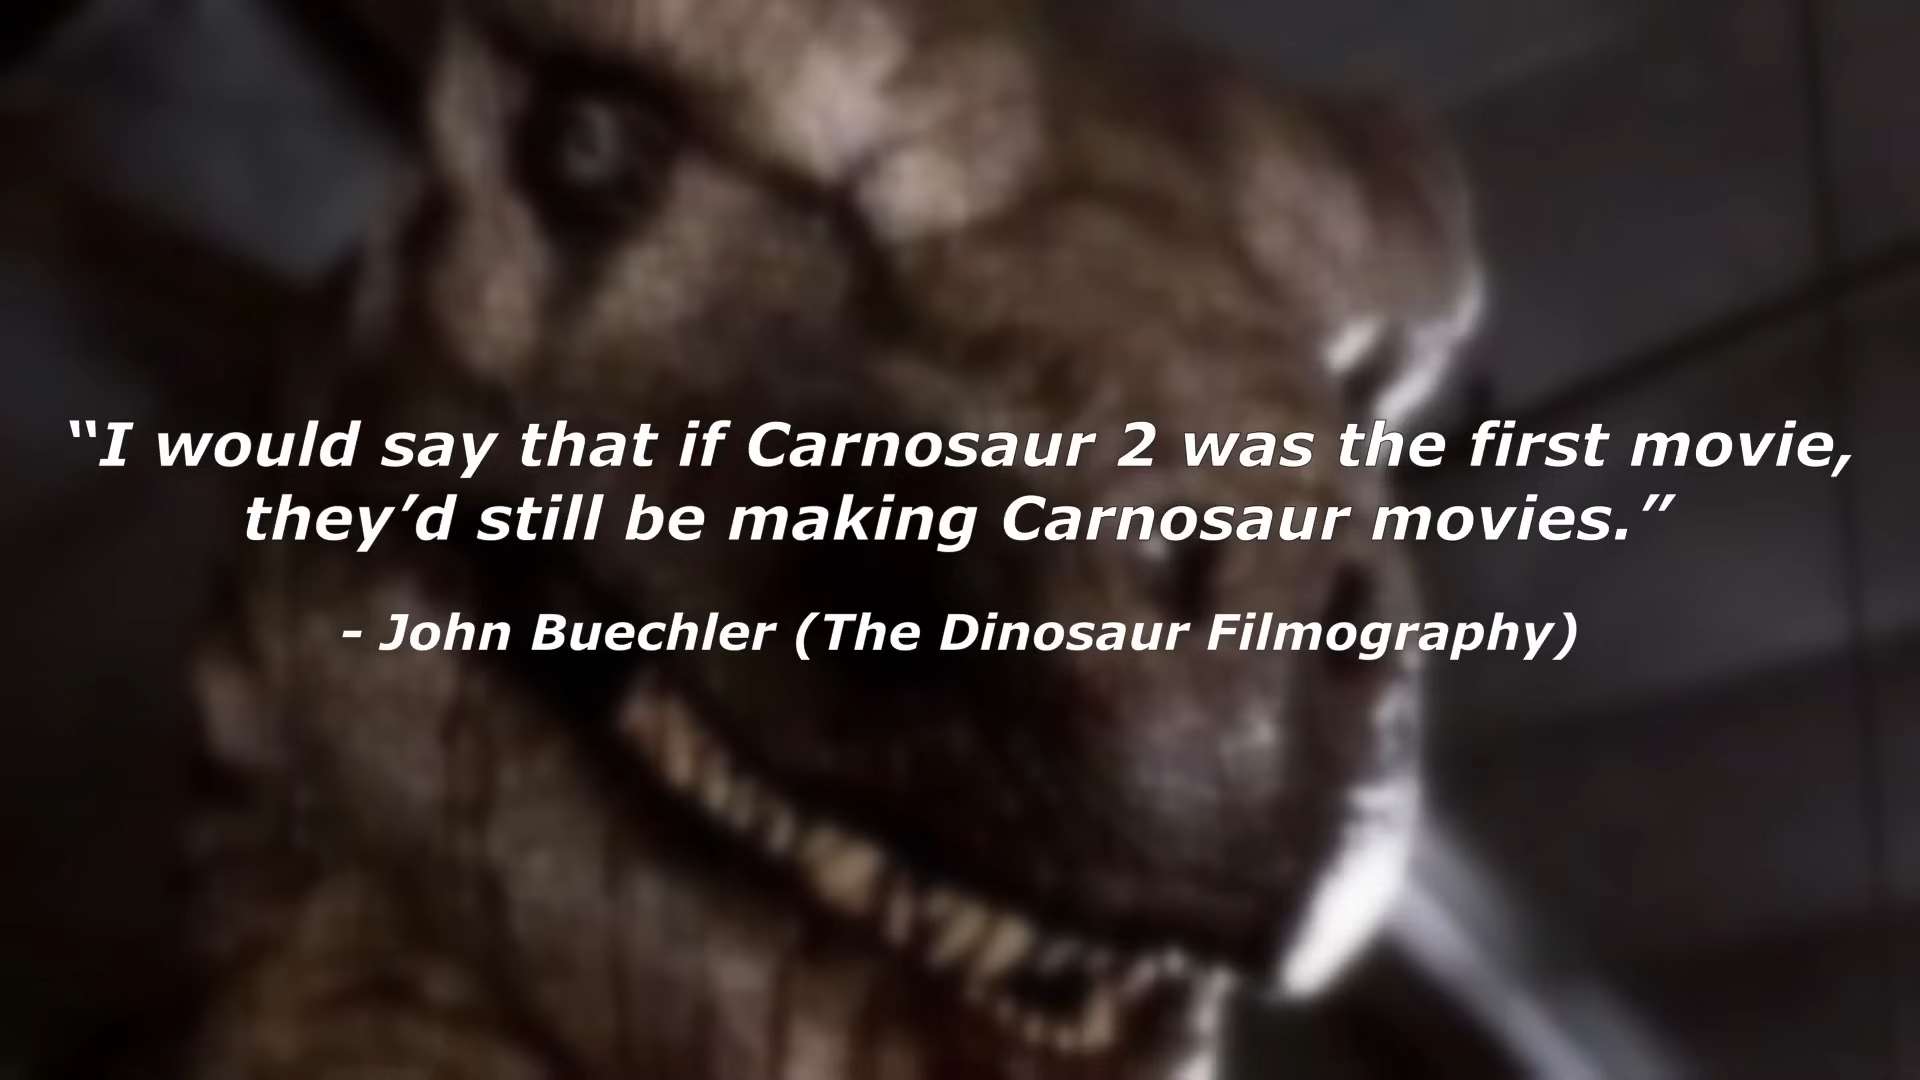 “I would say that if Carnosaur 2 was the first movie,
they’d still be making Carnosaur movies.”
- John Buechler (The Dinosaur Filmography)